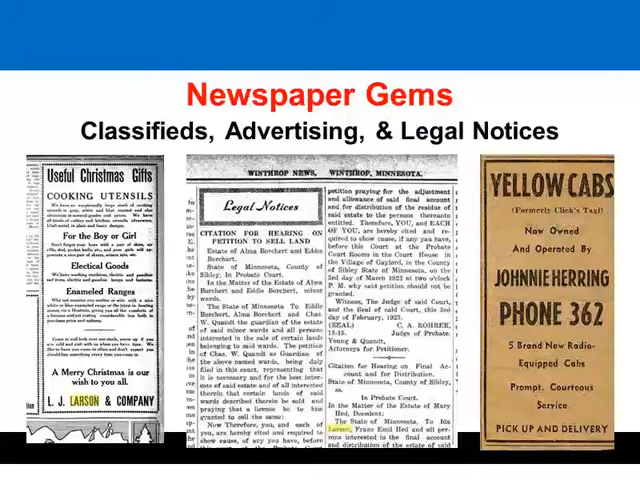 Newspaper Gems
Classifieds, Advertising, & Legal Notices
Useful Christmas Gifts
COOKING UTENSILS
We have an exceptionally large stock of cooking
For the Boy or Girl
Electical Goods
Enameled Ranges
A Merry Christmas is our
wish to you all.
L. J. LARSON & COMPANY
WINTHROP NEWS, WINTHROP, MINNESOTA.
Legal Notices
CITATION FOR HEARING ON
PETITION TO SELL LAND
Estate of Alma Borchert and Eddie
Borchert.
State of Minnesota, County of
Sibley, In Probate Court.
In the Matter of the Estate of Alma
Borchert and Eddie Borchert, minor
wards.
The State of Minnesota To Eddie
Borchert, Alma Borchert and Chas.
W. Quandt the guardian of the estate
of said minor wards and all persons
interested in the sale of certain lands
belonging to said wards. The petition
of Chas. W. Quandt as Guardian of
the above named wards, being duly
filed in this court, representing that
it is necessary and for the best inter-
ests of said estate and of all interested
therein that certain lands of said
wards described therein be sold and
praying that a license be to him
granted to sell the same:
Now Therefore, you, and each of
you, are hereby cited and required to
show cause, if any you have, before
petition praying for the adjustment
and allowance of said final account
and for distribution of the residue of
said estate to the persons thereunto
entitled. Therefore, YOU, and EACH
OF YOU, are hereby cited and re-
quired to show cause, if any you have,
before this Court at the Probate
Court Rooms in the Court House in
the Village of Gaylord, in the County
of Sibley State of Minnesota, on the
3rd day of March 1923 at two o'clock
P. M. why said petition should not be
granted.
Witness, The Judge of said Court,
and the Seal of said Court, this 3rd
day of February, 1923.
(SEAL) C. A. ROHRER,
13-15. Judge of Probate.
Young & Quandt,
Attorneys for Petitioner.
Citation for Hearing on Final Ac-
count and for Distribution.
State of Minnesota, County of Sibley,
ss.
In Probate Court.
In the Matter of the Estate of Mary
Hed, Decedent:
The State of Minnesota, To Ida
Larson, Franz Emil Hed and all per-
sons interested in the final account
and distribution of the estate of said
YELLOW CABS
(Formerly Click's Taxi)
Now Owned
And Operated By
JOHNNIE HERRING
PHONE 362
5 Brand New Radio-
Equipped Cabs
Prompt, Courteous
Service
PICK UP AND DELIVERY